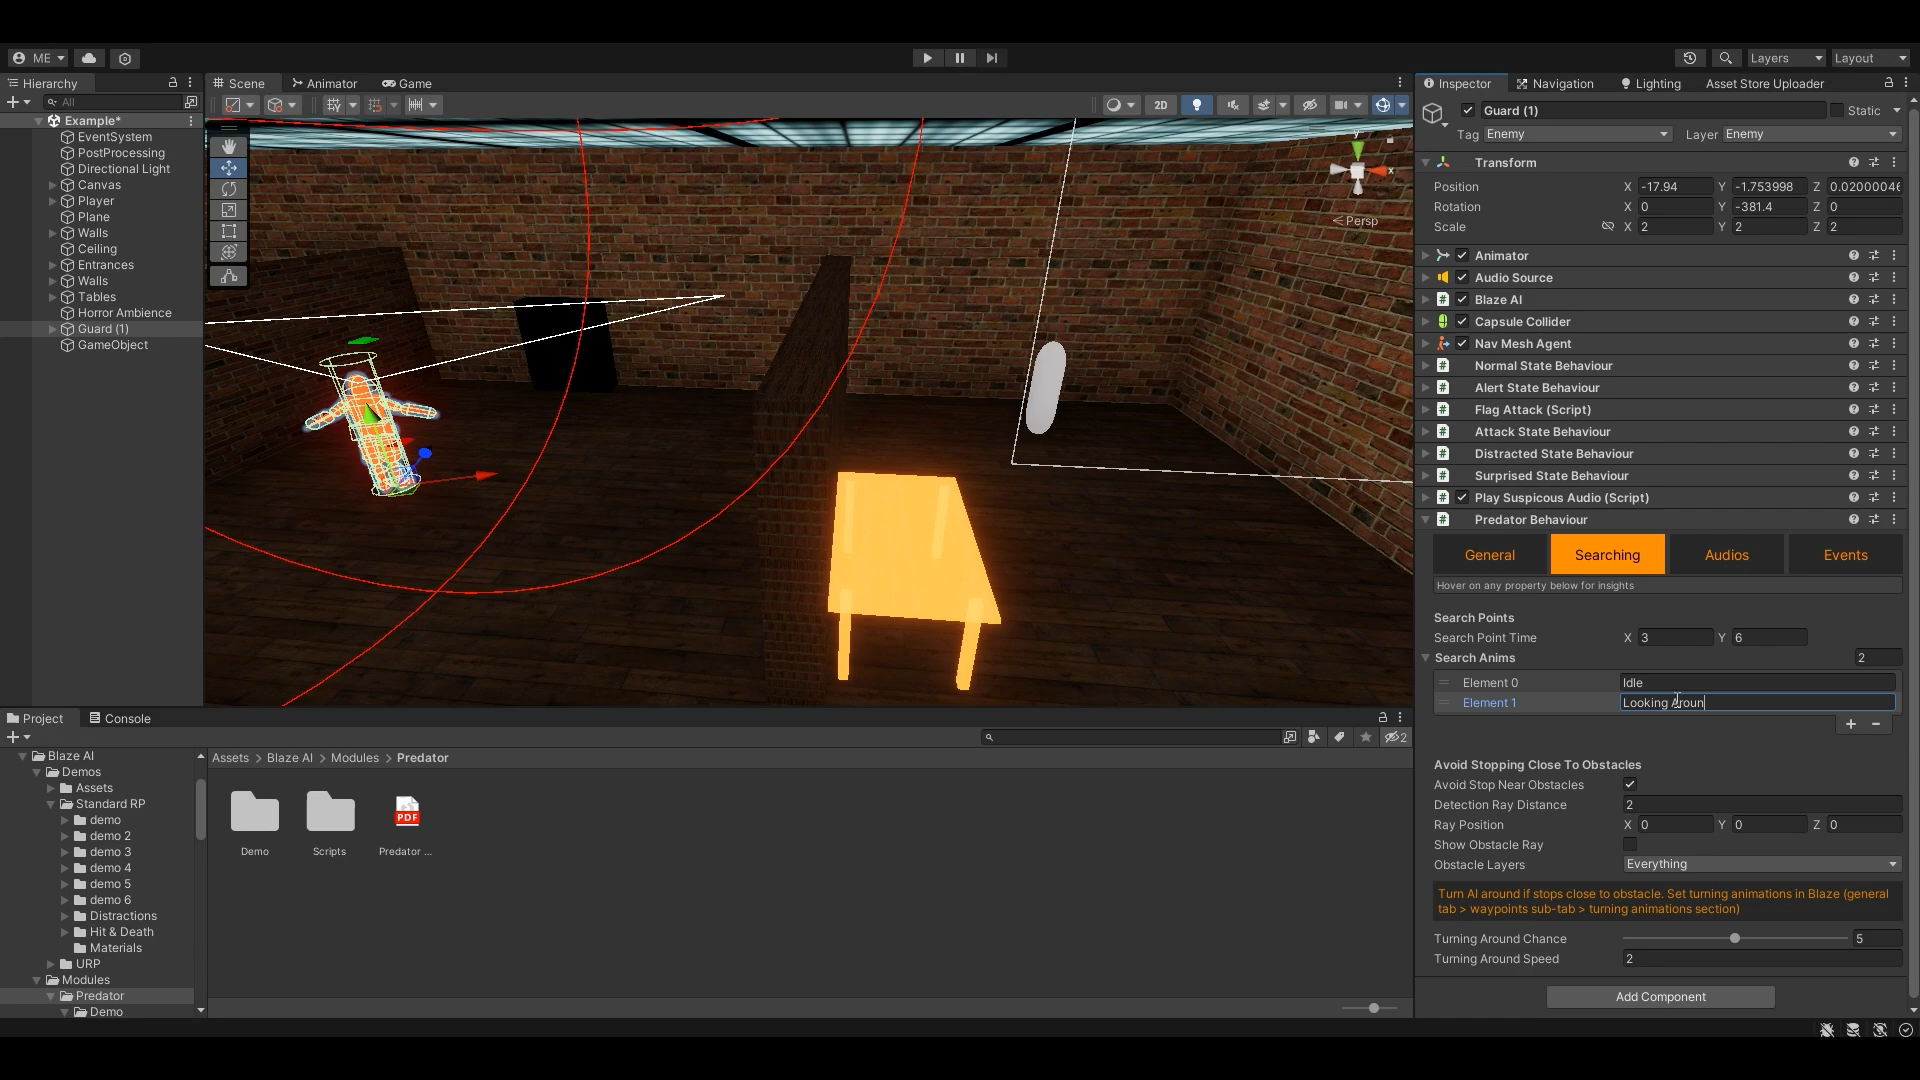 ME
Layers
Layout
Hierarchy
All
Example*
EventSystem
PostProcessing
Directional Light
Canvas
Player
Plane
Walls
Ceiling
Entrances
Walls
Tables
Horror Ambience
Guard (1)
GameObject
Scene
Animator
Game
2D
y
x
< Persp
Inspector
Navigation
Lighting
Asset Store Uploader
Guard (1)
Static
Tag Enemy
Layer Enemy
Transform
Position X -17.94 Y -1.753998 Z 0.02000046
Rotation X 0 Y -381.4 Z 0
Scale X 2 Y 2 Z 2
Animator
Audio Source
Blaze AI
Capsule Collider
Nav Mesh Agent
Normal State Behaviour
Alert State Behaviour
Flag Attack (Script)
Attack State Behaviour
Distracted State Behaviour
Surprised State Behaviour
Play Suspicous Audio (Script)
Predator Behaviour
General
Searching
Audios
Events
Hover on any property below for insights
Search Points
Search Point Time X 3 Y 6
Search Anims 2
Element 0 Idle
Element 1 Looking Aroun
Avoid Stopping Close To Obstacles
Avoid Stop Near Obstacles
Detection Ray Distance 2
Ray Position X 0 Y 0 Z 0
Show Obstacle Ray
Obstacle Layers Everything
Turn AI around if stops close to obstacle. Set turning animations in Blaze (general
tab > waypoints sub-tab > turning animations section)
Turning Around Chance 5
Turning Around Speed 2
Add Component
Project
Console
2
Blaze AI
Demos
Assets
Standard RP
demo
demo 2
demo 3
demo 4
demo 5
demo 6
Distractions
Hit & Death
Materials
URP
Modules
Predator
Demo
Assets > Blaze AI > Modules > Predator
PDF
Demo
Scripts
Predator ...